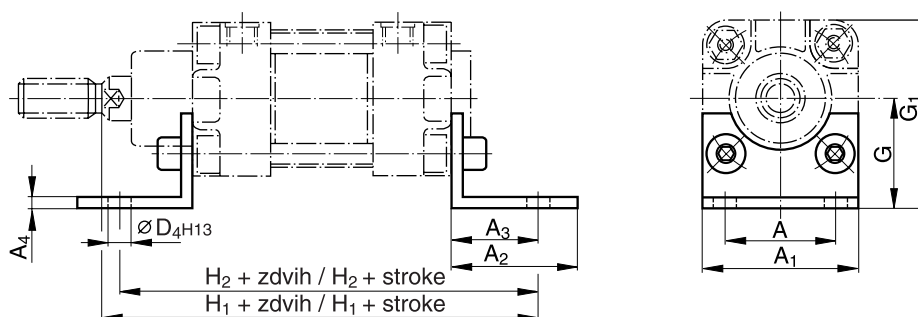 G₁
G
A₄
⌀ D₄H13
A₃
A₂
A
A₁
H₂ + zdvih / H₂ + stroke
H₁ + zdvih / H₁ + stroke